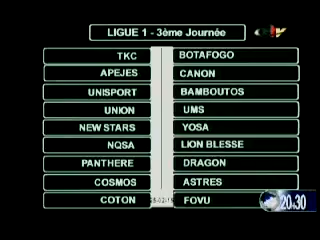 LIGUE 1 - 3ème Journée
TKC BOTAFOGO
APEJES CANON
UNISPORT BAMBOUTOS
UNION UMS
NEW STARS YOSA
NQSA LION BLESSE
PANTHERE DRAGON
COSMOS ASTRES
COTON FOVU
20:30